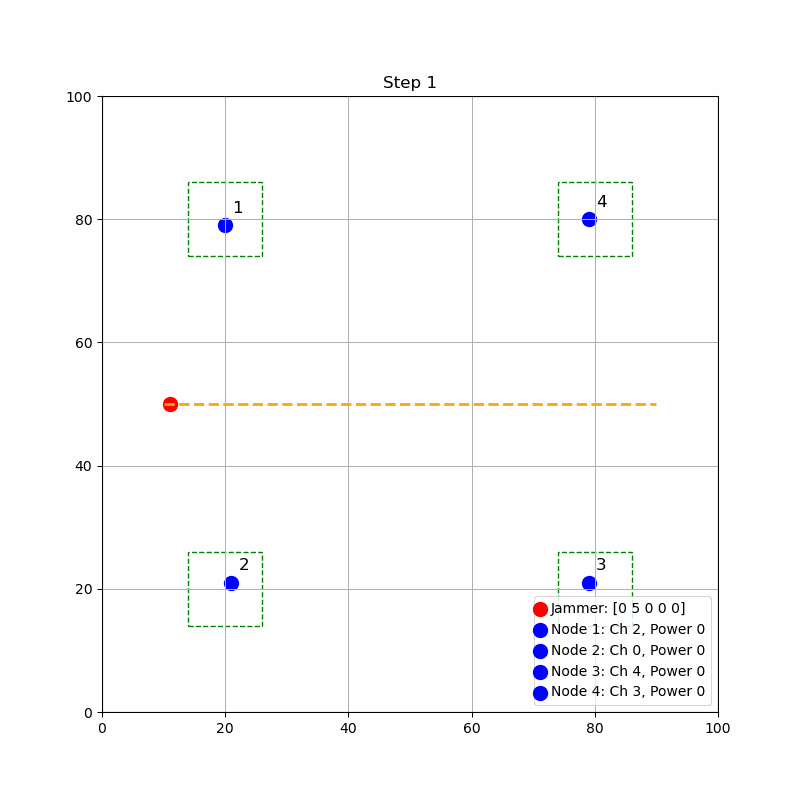 Step 1
100
80
60
40
20
0
1
4
2
3
Jammer: [0 5 0 0 0]
Node 1: Ch 2, Power 0
Node 2: Ch 0, Power 0
Node 3: Ch 4, Power 0
Node 4: Ch 3, Power 0
0 20 40 60 80 100